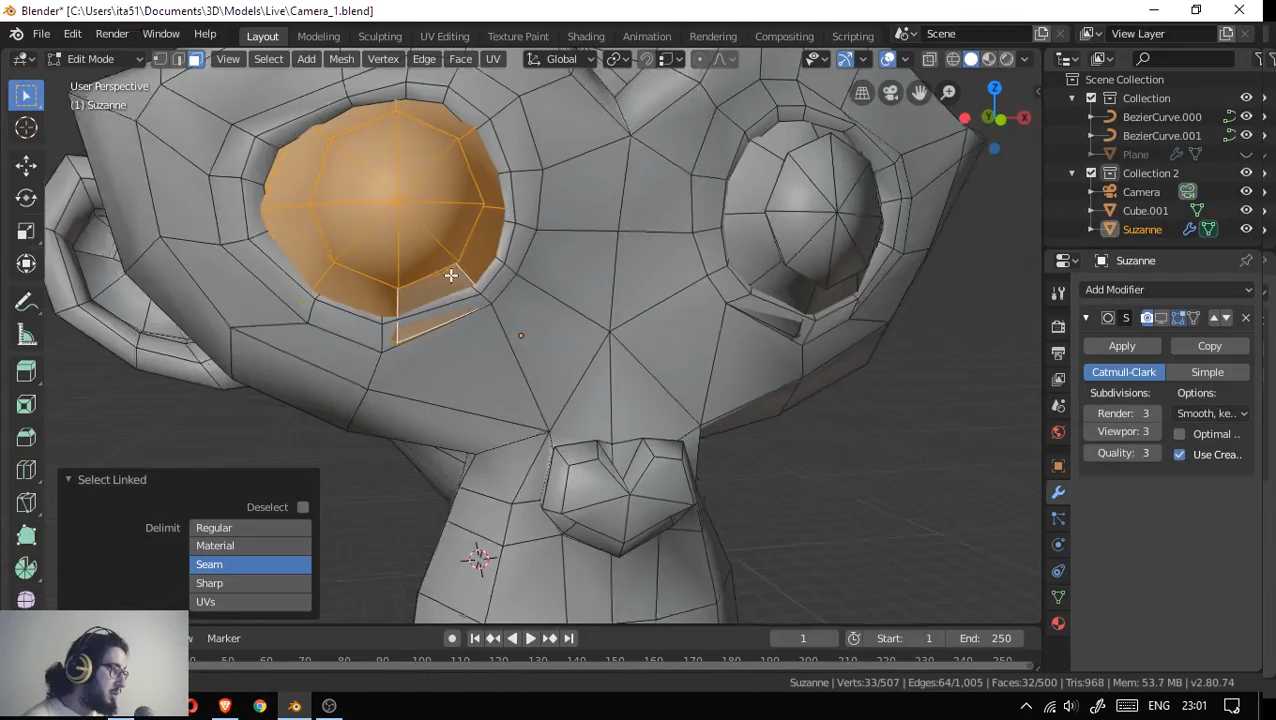 Blender* [C:\Users\ita51\Documents\3D\Models\Live\Camera_1.blend]
File Edit Render Window Help Layout Modeling Sculpting UV Editing Texture Paint Shading Animation Rendering Compositing Scripting Scene View Layer
Edit Mode View Select Add Mesh Vertex Edge Face UV Global
User Perspective
(1) Suzanne
Z
X
Y
Scene Collection
Collection
BezierCurve.000
BezierCurve.001
Plane
Collection 2
Camera
Cube.001
Suzanne
Suzanne
Add Modifier
S
Apply Copy
Catmull-Clark Simple
Subdivisions: Options:
Render: 3 Smooth, ke..
Viewpor: 3 Optimal ..
Quality: 3 Use Crea..
Select Linked
Deselect
Delimit Regular
Material
Seam
Sharp
UVs
Marker 1 Start: 1 End: 250
50 60 70 80 90 100 110 120 130 140 150 160 170 180 190 200 210 220 230 240 250
Suzanne | Verts:33/507 | Edges:64/1,005 | Faces:32/500 | Tris:968 | Mem: 53.7 MB | v2.80.74
ENG 23:01